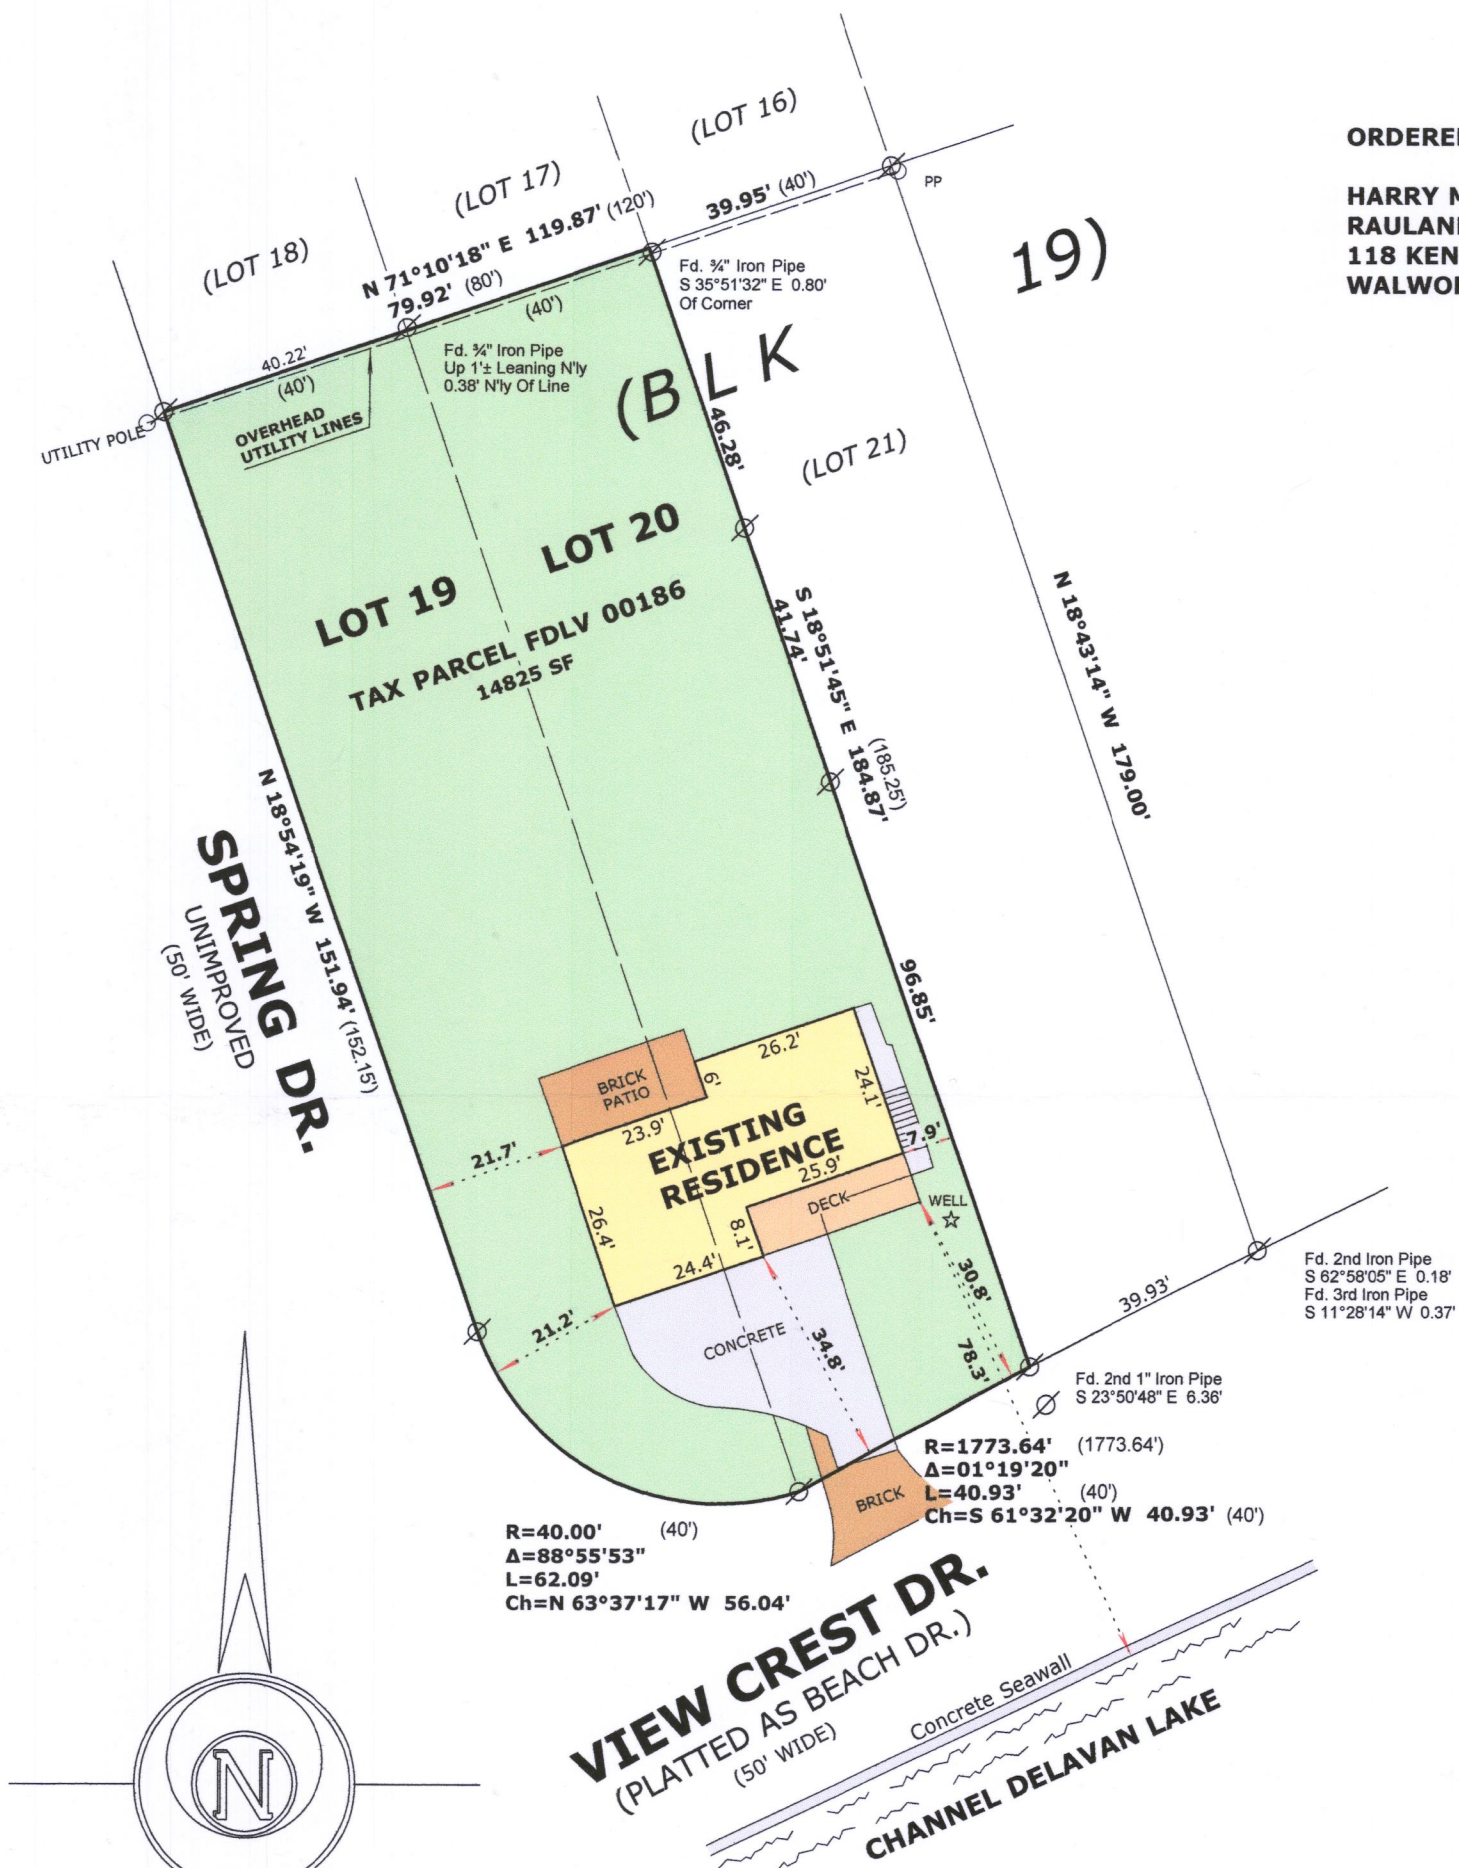 (LOT 16)
ORDERED
HARRY M
RAULAND
118 KEN
WALWOR
PP
(LOT 17)
39.95' (40')
19)
(LOT 18)
N 71°10'18" E 119.87' (120')
79.92' (80')
(40')
Fd. ¾" Iron Pipe
S 35°51'32" E 0.80'
Of Corner
40.22'
(40')
Fd. ¾" Iron Pipe
Up 1'± Leaning N'ly
0.38' N'ly Of Line
(BLK
UTILITY POLE
OVERHEAD
UTILITY LINES
46.28'
(LOT 21)
LOT 20
LOT 19
TAX PARCEL FDLV 00186
14825 SF
41.74'
S 18°51'45" E 184.87'
(185.25')
N 18°43'14" W 179.00'
N 18°54'19" W 151.94' (152.15')
SPRING DR.
UNIMPROVED
(50' WIDE)
96.85'
26.2'
BRICK
PATIO
6'
24.1'
23.9'
EXISTING
RESIDENCE
7.9'
21.7'
25.9'
DECK
WELL
26.4'
8.1'
24.4'
30.8'
21.2'
CONCRETE
34.8'
78.3'
39.93'
Fd. 2nd Iron Pipe
S 62°58'05" E 0.18'
Fd. 3rd Iron Pipe
S 11°28'14" W 0.37'
Fd. 2nd 1" Iron Pipe
S 23°50'48" E 6.36'
R=1773.64' (1773.64')
Δ=01°19'20"
L=40.93' (40')
Ch=S 61°32'20" W 40.93' (40')
BRICK
R=40.00' (40')
Δ=88°55'53"
L=62.09'
Ch=N 63°37'17" W 56.04'
VIEW CREST DR.
(PLATTED AS BEACH DR.)
(50' WIDE)
Concrete Seawall
CHANNEL DELAVAN LAKE
N